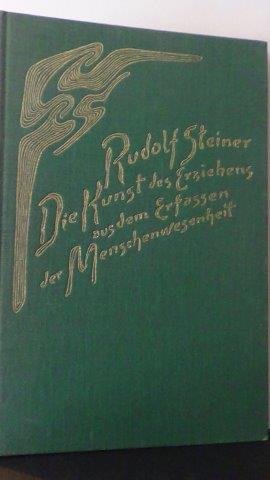 Rudolf Steiner
Die Kunst des Erziehens
aus dem Erfassen
der Menschenwesenheit